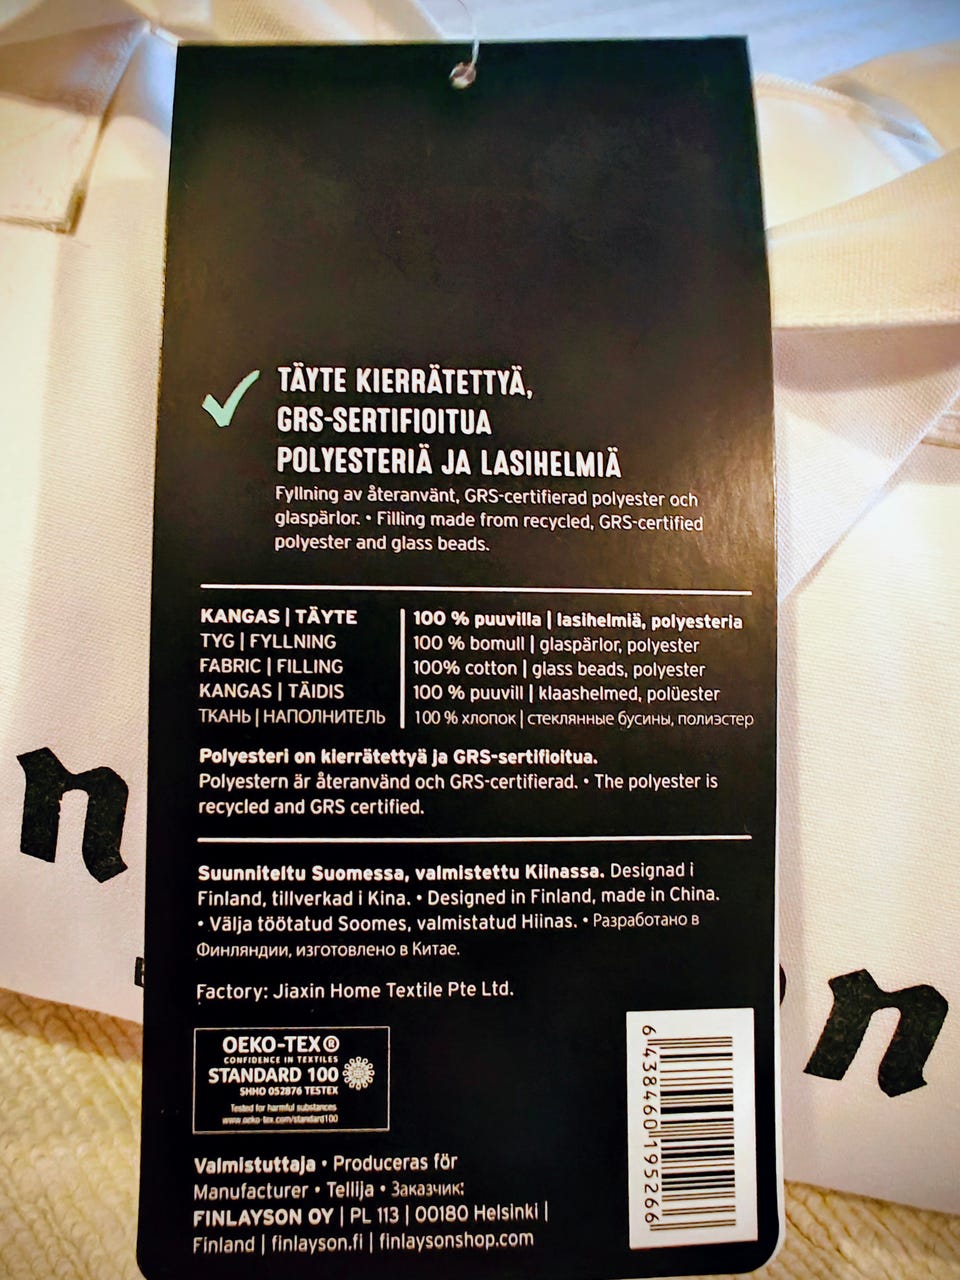 TÄYTE KIERRÄTETTYÄ,
GRS-SERTIFIOITUA
POLYESTERIÄ JA LASIHELMIÄ
Fyllning av återanvänt, GRS-certifierad polyester och
glaspärlor. • Filling made from recycled, GRS-certified
polyester and glass beads.
KANGAS | TÄYTE | 100 % puuvilla | lasihelmiä, polyesteria
TYG | FYLLNING | 100 % bomull | glaspärlor, polyester
FABRIC | FILLING | 100% cotton | glass beads, polyester
KANGAS | TÄIDIS | 100 % puuvill | klaashelmed, polüester
ТКАНЬ | НАПОЛНИТЕЛЬ | 100 % хлопок | стеклянные бусины, полиэстер
Polyesteri on kierrätettyä ja GRS-sertifioitua.
Polyestern är återanvänd och GRS-certifierad. • The polyester is
recycled and GRS certified.
Suunniteltu Suomessa, valmistettu Kiinassa. Designad i
Finland, tillverkad i Kina. • Designed in Finland, made in China.
• Välja töötatud Soomes, valmistatud Hiinas. • Разработано в
Финляндии, изготовлено в Китае.
Factory: Jiaxin Home Textile Pte Ltd.
OEKO-TEX®
CONFIDENCE IN TEXTILES
STANDARD 100
SHHO 052876 TESTEX
Tested for harmful substances
www.oeko-tex.com/standard100
Valmistuttaja • Produceras för
Manufacturer • Tellija • Заказчик:
FINLAYSON OY | PL 113 | 00180 Helsinki |
Finland | finlayson.fi | finlaysonshop.com
6 438460 195266
n
n